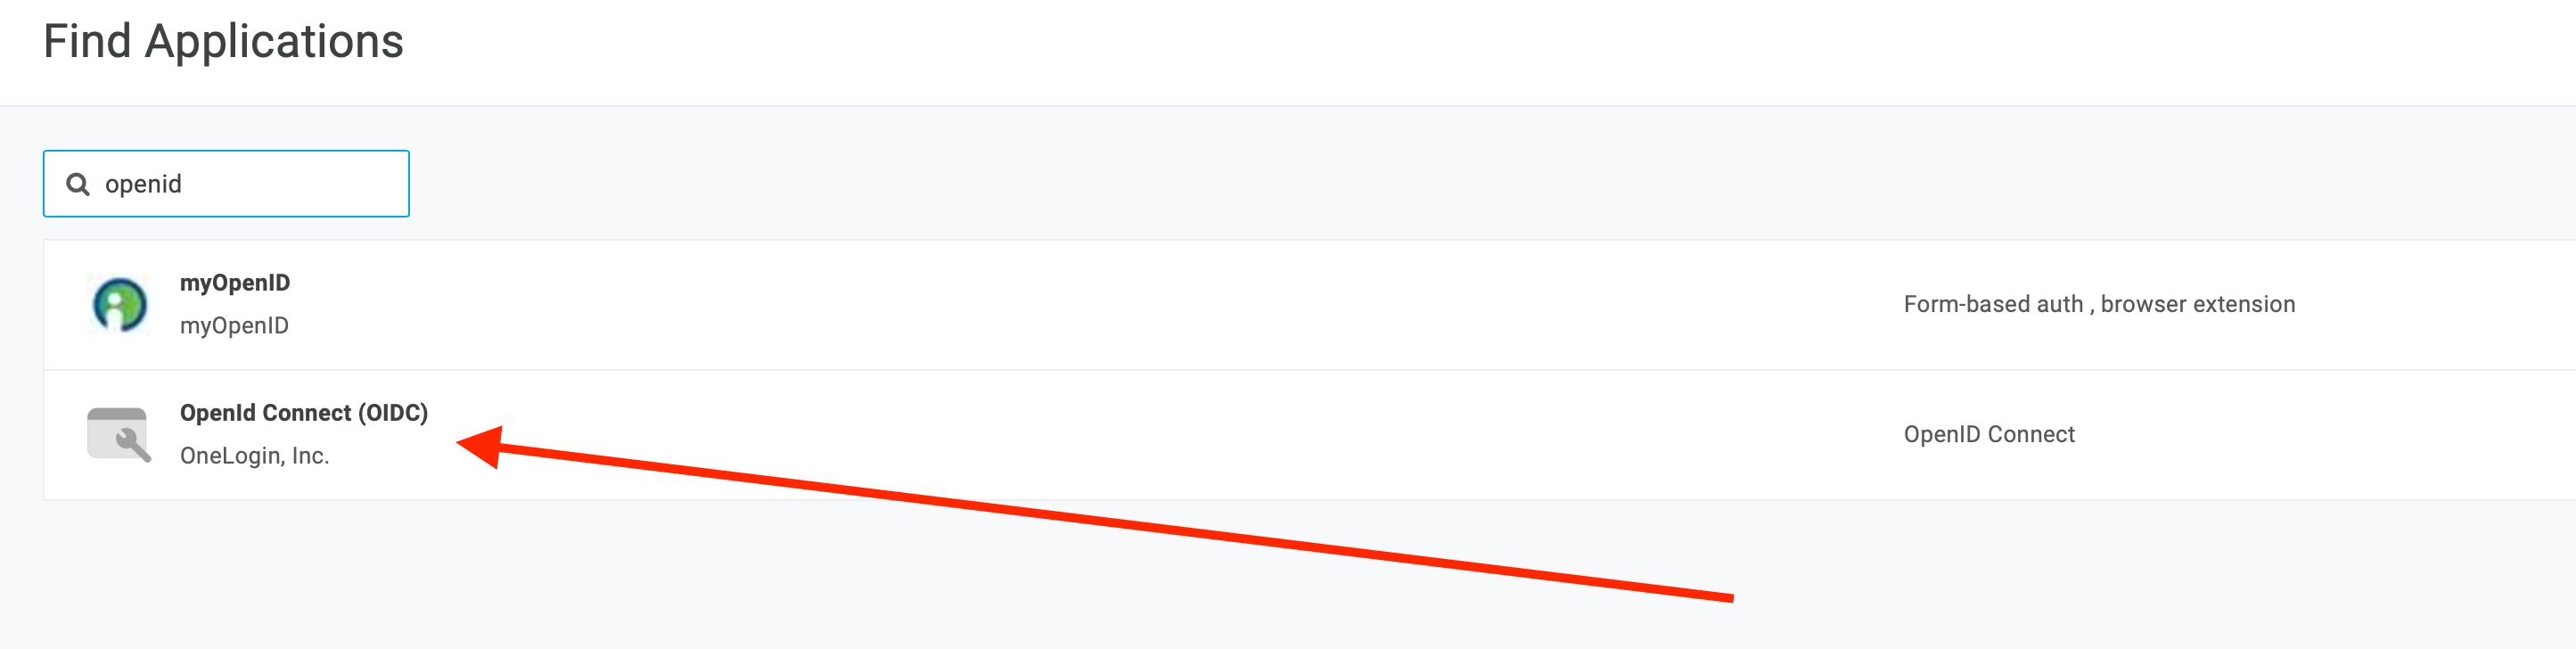 Find Applications
openid
myOpenID
myOpenID
Form-based auth , browser extension
OpenId Connect (OIDC)
OneLogin, Inc.
OpenID Connect